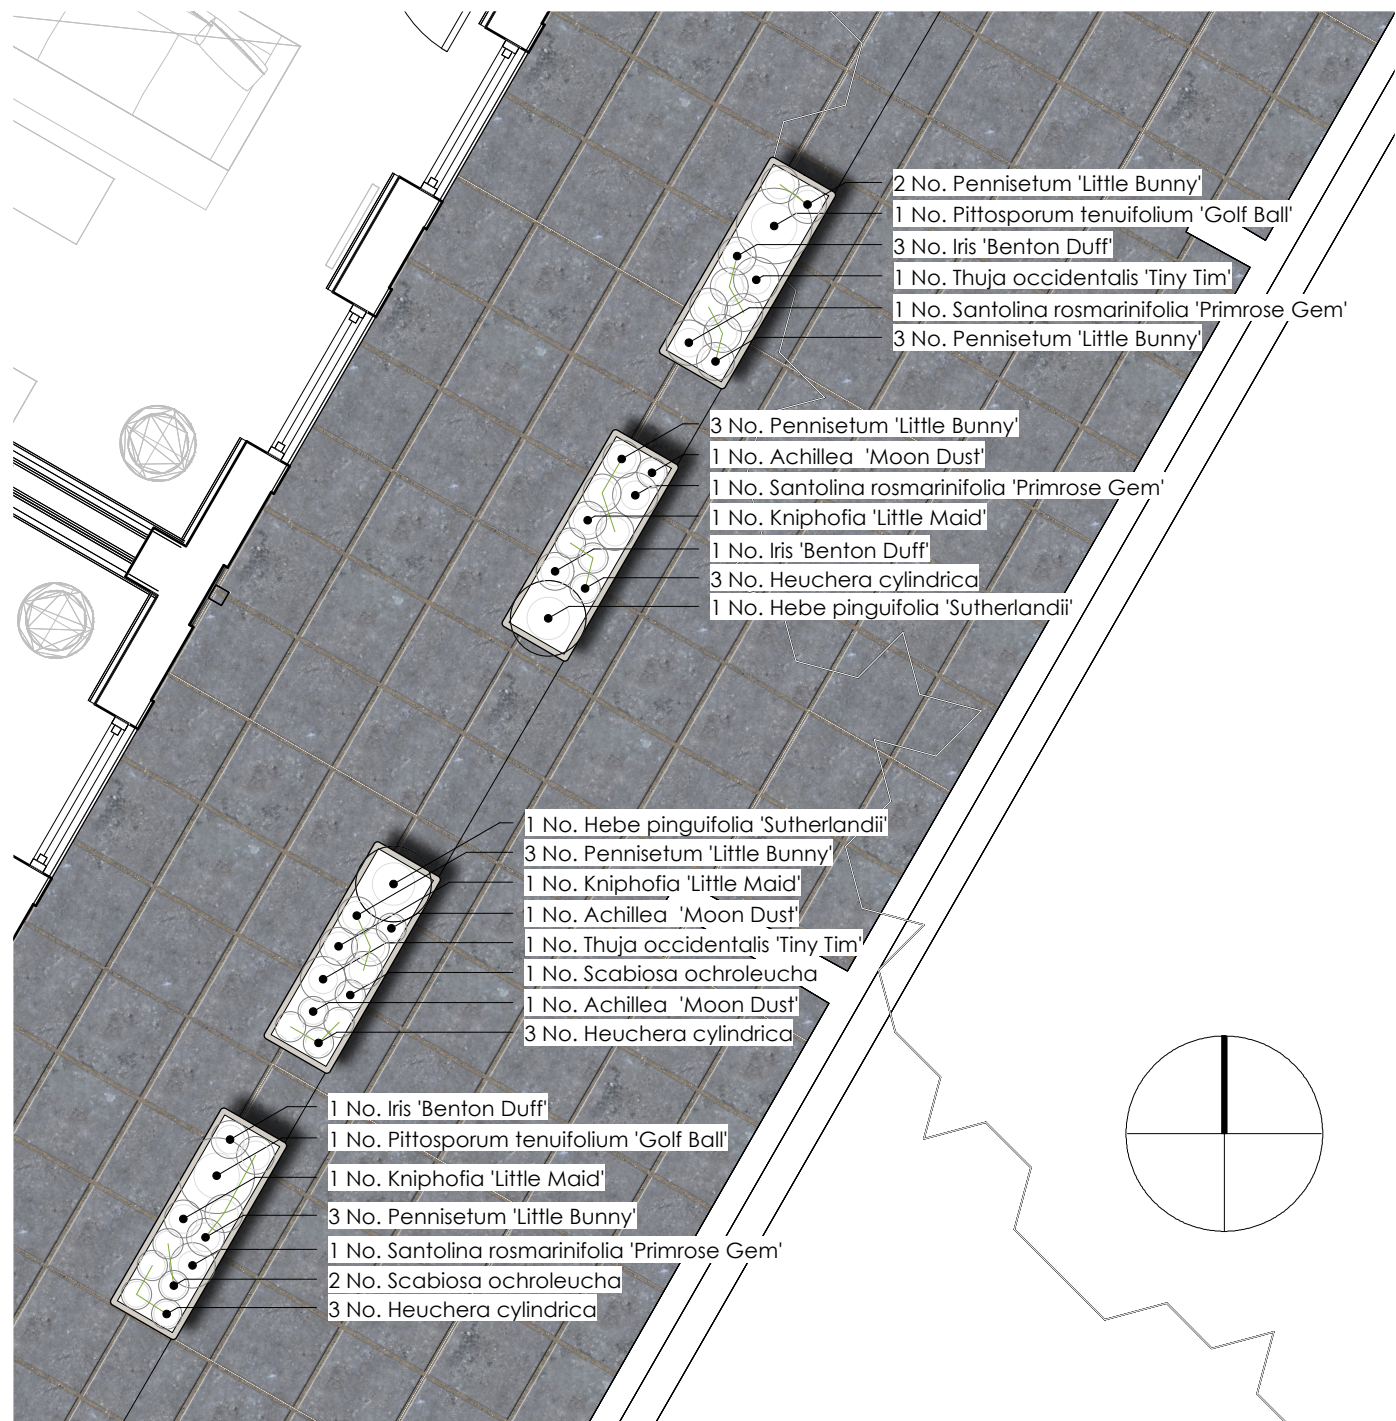 2 No. Pennisetum 'Little Bunny'
1 No. Pittosporum tenuifolium 'Golf Ball'
3 No. Iris 'Benton Duff'
1 No. Thuja occidentalis 'Tiny Tim'
1 No. Santolina rosmarinifolia 'Primrose Gem'
3 No. Pennisetum 'Little Bunny'
3 No. Pennisetum 'Little Bunny'
1 No. Achillea  'Moon Dust'
1 No. Santolina rosmarinifolia 'Primrose Gem'
1 No. Kniphofia 'Little Maid'
1 No. Iris 'Benton Duff'
3 No. Heuchera cylindrica
1 No. Hebe pinguifolia 'Sutherlandii'
1 No. Hebe pinguifolia 'Sutherlandii'
3 No. Pennisetum 'Little Bunny'
1 No. Kniphofia 'Little Maid'
1 No. Achillea  'Moon Dust'
1 No. Thuja occidentalis 'Tiny Tim'
1 No. Scabiosa ochroleucha
1 No. Achillea  'Moon Dust'
3 No. Heuchera cylindrica
1 No. Iris 'Benton Duff'
1 No. Pittosporum tenuifolium 'Golf Ball'
1 No. Kniphofia 'Little Maid'
3 No. Pennisetum 'Little Bunny'
1 No. Santolina rosmarinifolia 'Primrose Gem'
2 No. Scabiosa ochroleucha
3 No. Heuchera cylindrica